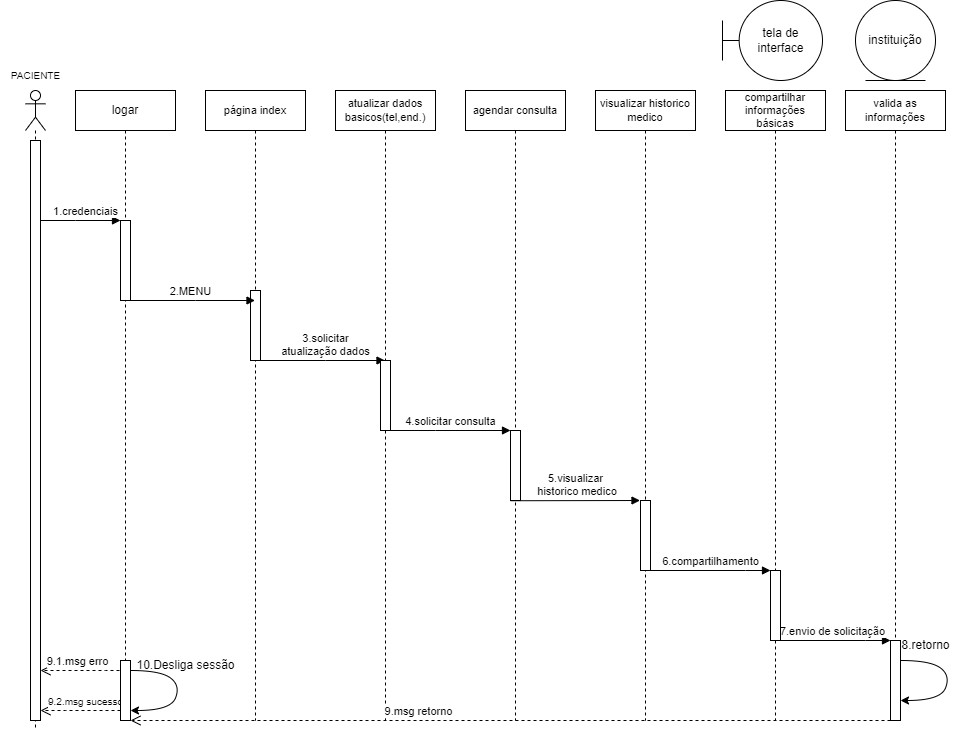 tela de
interface
instituição
PACIENTE
logar
página index
atualizar dados
basicos(tel,end.)
agendar consulta
visualizar historico
medico
compartilhar
informações
básicas
valida as
informações
1.credenciais
2.MENU
3.solicitar
atualização dados
4.solicitar consulta
5.visualizar
historico medico
6.compartilhamento
7.envio de solicitação
8.retorno
9.1.msg erro
10.Desliga sessão
9.2.msg sucesso
9.msg retorno